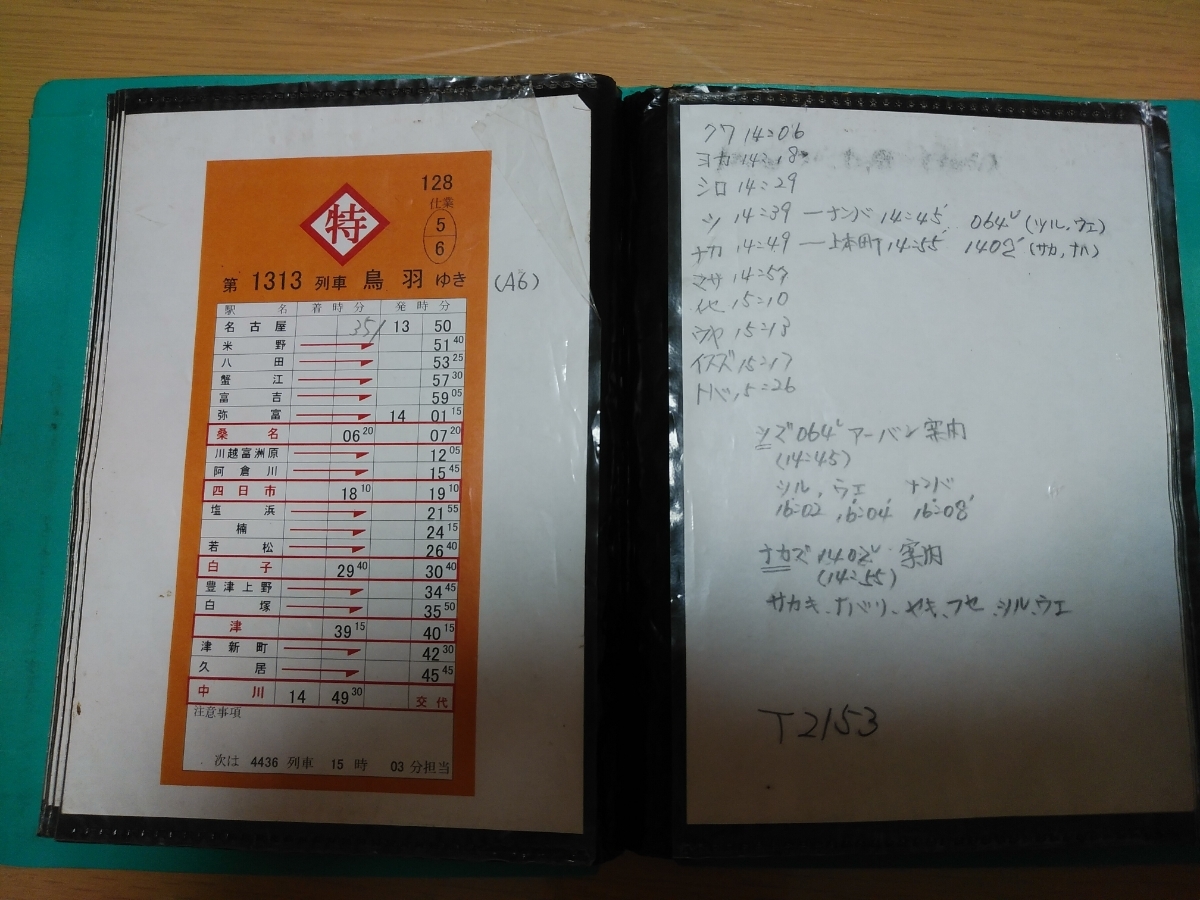 128
仕業
特
5
6
第 1313 列車 鳥羽 ゆき (A6)
駅名 着時分 発時分
名古屋 35/ 13 50
米野 51 40
八田 53 25
蟹江 57 30
富吉 59 05
弥富 14 01 15
桑名 06 20 07 20
川越富洲原 12 05
阿倉川 15 45
四日市 18 10 19 10
塩浜 21 55
楠 24 15
若松 26 40
白子 29 40 30 40
豊津上野 34 45
白塚 35 50
津 39 15 40 15
津新町 42 30
久居 45 45
中川 14 49 30 交代
注意事項
次は 4436 列車 15 時 03 分担当
クワ 14=06
ヨカ 14=18
シロ 14=29
ツ 14=39 ーナンバ 14=45 064レ (ツル,ウエ)
ナカ 14=49 ー上本町 14=55 1402レ (サカ,ナバ)
マサ 14=57
イセ 15=10
ウヤ 15=13
イスズ 15=17
トバ 15=26
ツズ 064レ アーバン案内
(14=45)
ツル,ウエ ナンバ
16=02 16=04 16=08
ナカズ 1402レ 案内
(14=55)
サカキ、ナバリ、ヤキ、フセ、ツル、ウエ
T2153